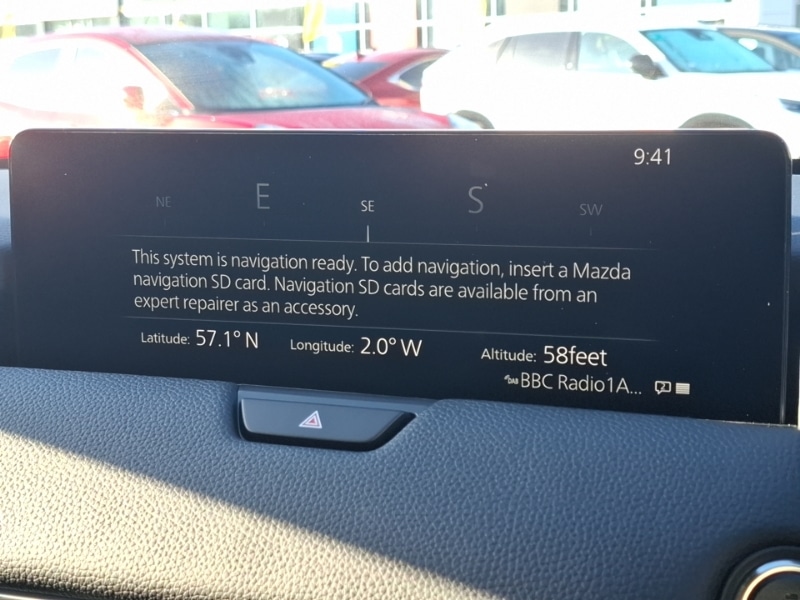 9:41
NE E SE S SW
This system is navigation ready. To add navigation, insert a Mazda
navigation SD card. Navigation SD cards are available from an
expert repairer as an accessory.
Latitude: 57.1° N Longitude: 2.0° W Altitude: 58feet
DAB BBC Radio1A...